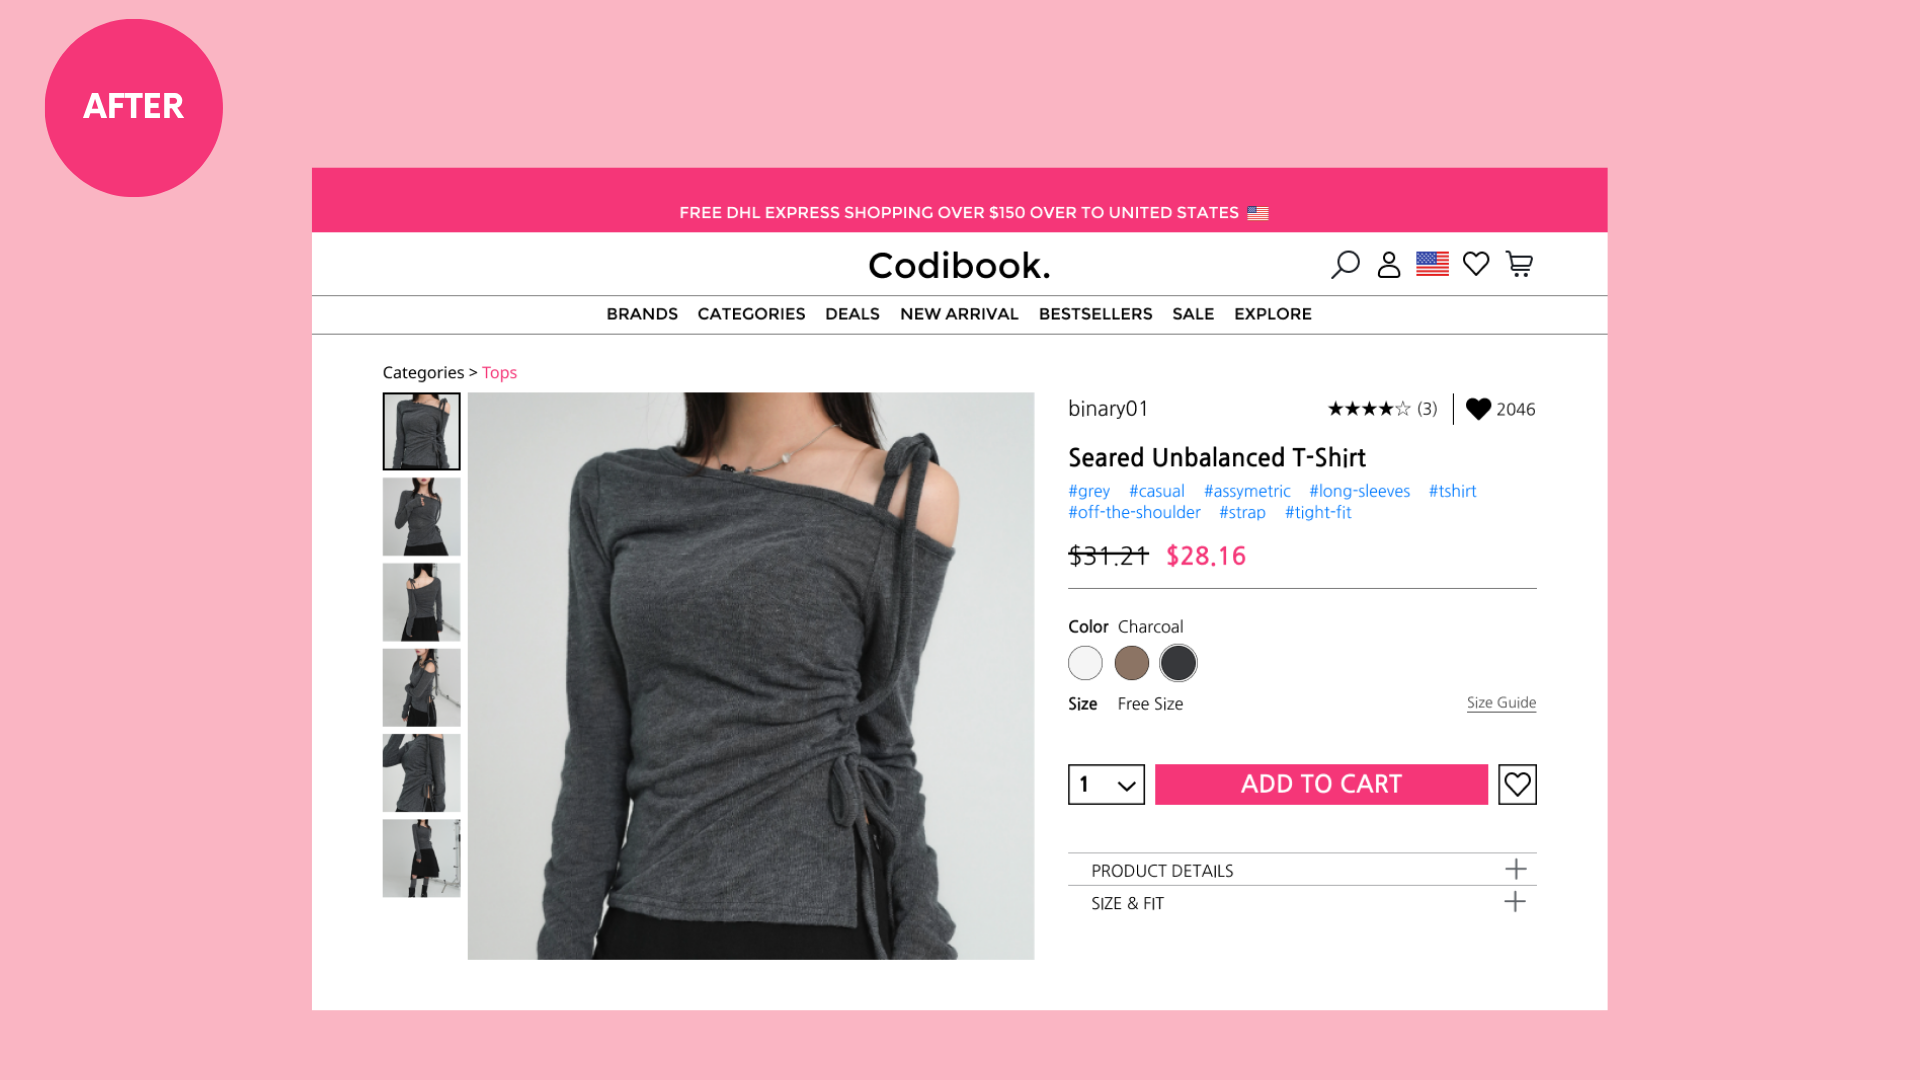 AFTER
FREE DHL EXPRESS SHOPPING OVER $150 OVER TO UNITED STATES
Codibook.
BRANDS CATEGORIES DEALS NEW ARRIVAL BESTSELLERS SALE EXPLORE
Categories > Tops
binary01 ★★★★☆ (3) 2046
Seared Unbalanced T-Shirt
#grey #casual #assymetric #long-sleeves #tshirt
#off-the-shoulder #strap #tight-fit
$31.21 $28.16
Color Charcoal
Size Free Size Size Guide
1 ADD TO CART
PRODUCT DETAILS
SIZE & FIT